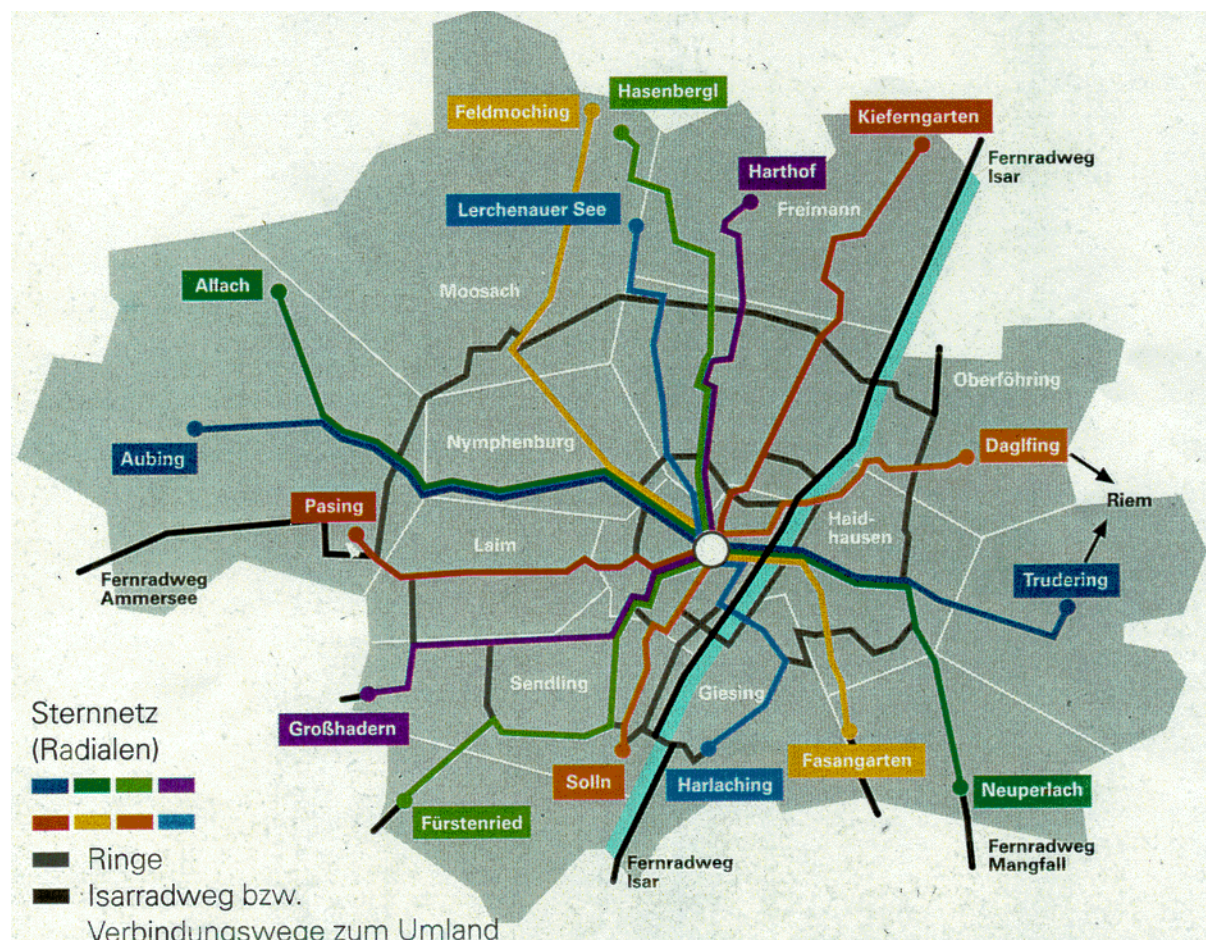 Hasenbergl
Feldmoching
Kieferngarten
Fernradweg
Isar
Harthof
Lerchenauer See
Freimann
Allach
Moosach
Oberföhring
Nymphenburg
Daglfing
Aubing
Pasing
Riem
Haid-
hausen
Laim
Fernradweg
Ammersee
Trudering
Sendling
Giesing
Großhadern
Fasangarten
Solln
Harlaching
Neuperlach
Fürstenried
Fernradweg
Isar
Fernradweg
Mangfall
Sternnetz
(Radialen)
Ringe
Isarradweg bzw.
Verbindungswege zum Umland